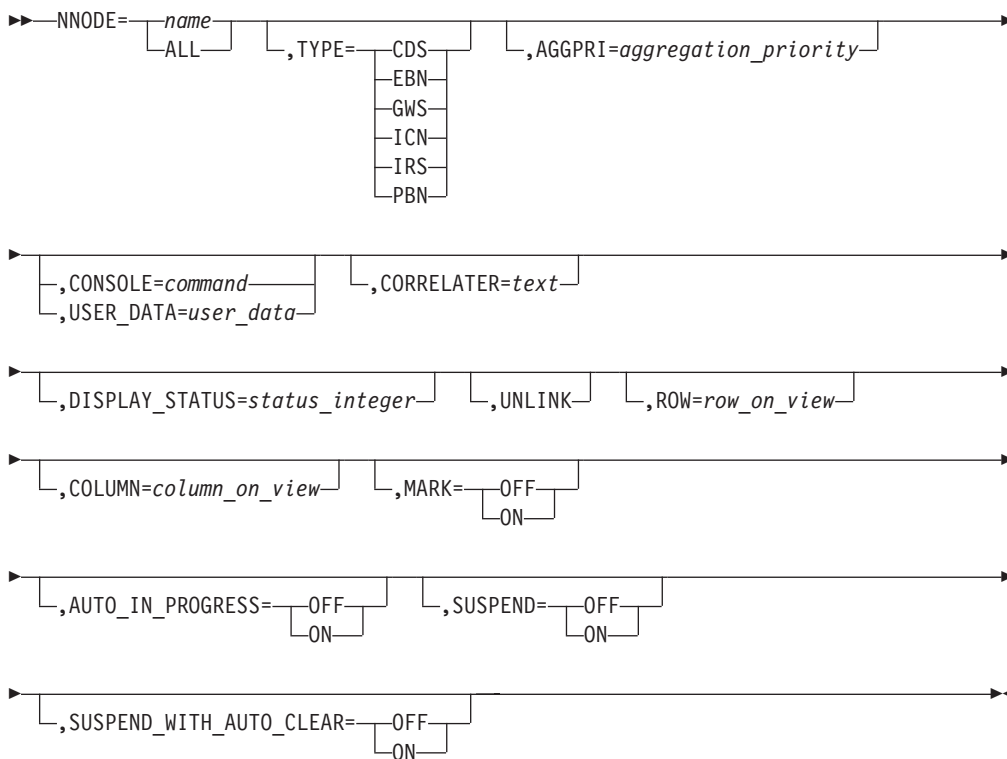 NNODE= name ,TYPE= CDS ,AGGPRI=aggregation_priority
ALL EBN
GWS
ICN
IRS
PBN
,CONSOLE=command ,CORRELATER=text
,USER_DATA=user_data
,DISPLAY_STATUS=status_integer ,UNLINK ,ROW=row_on_view
,COLUMN=column_on_view ,MARK= OFF
ON
,AUTO_IN_PROGRESS= OFF ,SUSPEND= OFF
ON ON
,SUSPEND_WITH_AUTO_CLEAR= OFF
ON